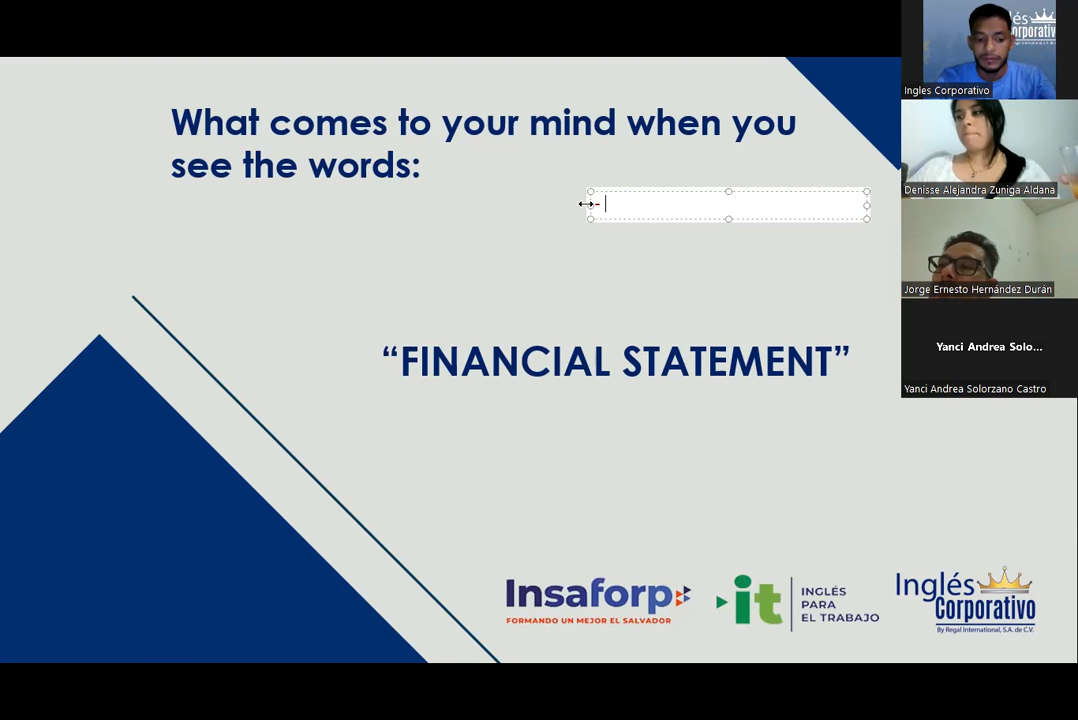 What comes to your mind when you
see the words:
-
“FINANCIAL STATEMENT”
Insaforp
FORMANDO UN MEJOR EL SALVADOR
it
INGLÉS
PARA
EL TRABAJO
Inglés
Corporativo
By Regal International, S.A. de C.V.
és
orporativ
Ingles Corporativo
Denisse Alejandra Zuniga Aldana
Jorge Ernesto Hernández Durán
Yanci Andrea Solo...
Yanci Andrea Solorzano Castro